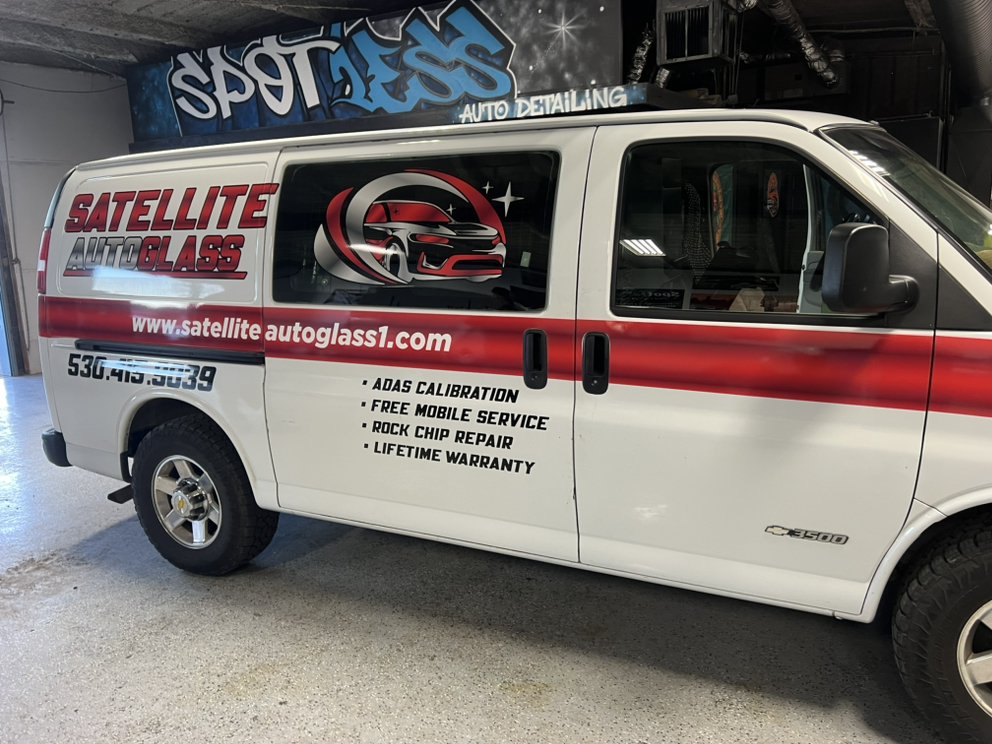 SPOTLESS
AUTO DETAILING
SATELLITE
AUTOGLASS
www.satelliteautoglass1.com
530.415.9039
· ADAS CALIBRATION
· FREE MOBILE SERVICE
· ROCK CHIP REPAIR
· LIFETIME WARRANTY
3500